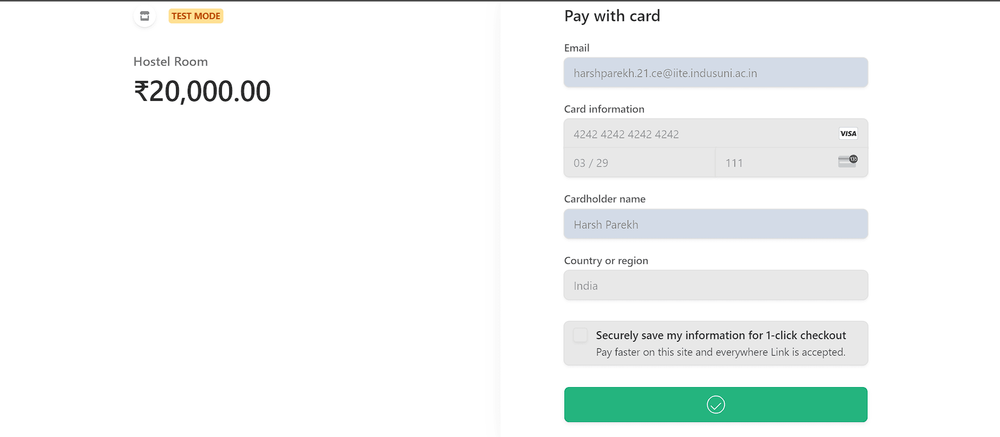 TEST MODE
Hostel Room
₹20,000.00
Pay with card
Email
harshparekh.21.ce@iite.indusuni.ac.in
Card information
4242 4242 4242 4242
VISA
03 / 29
111
135
Cardholder name
Harsh Parekh
Country or region
India
Securely save my information for 1-click checkout
Pay faster on this site and everywhere Link is accepted.